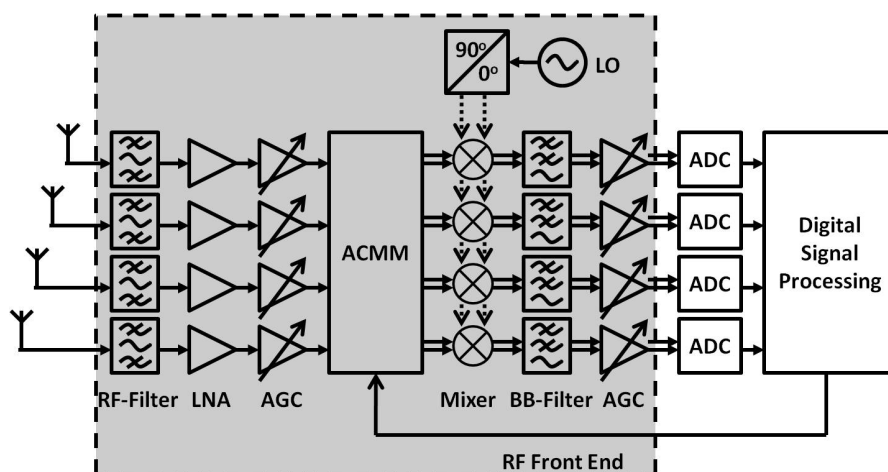 90°
0°
LO
ADC
ADC
ADC
ADC
ACMM
Digital
Signal
Processing
RF-Filter LNA AGC Mixer BB-Filter AGC
RF Front End